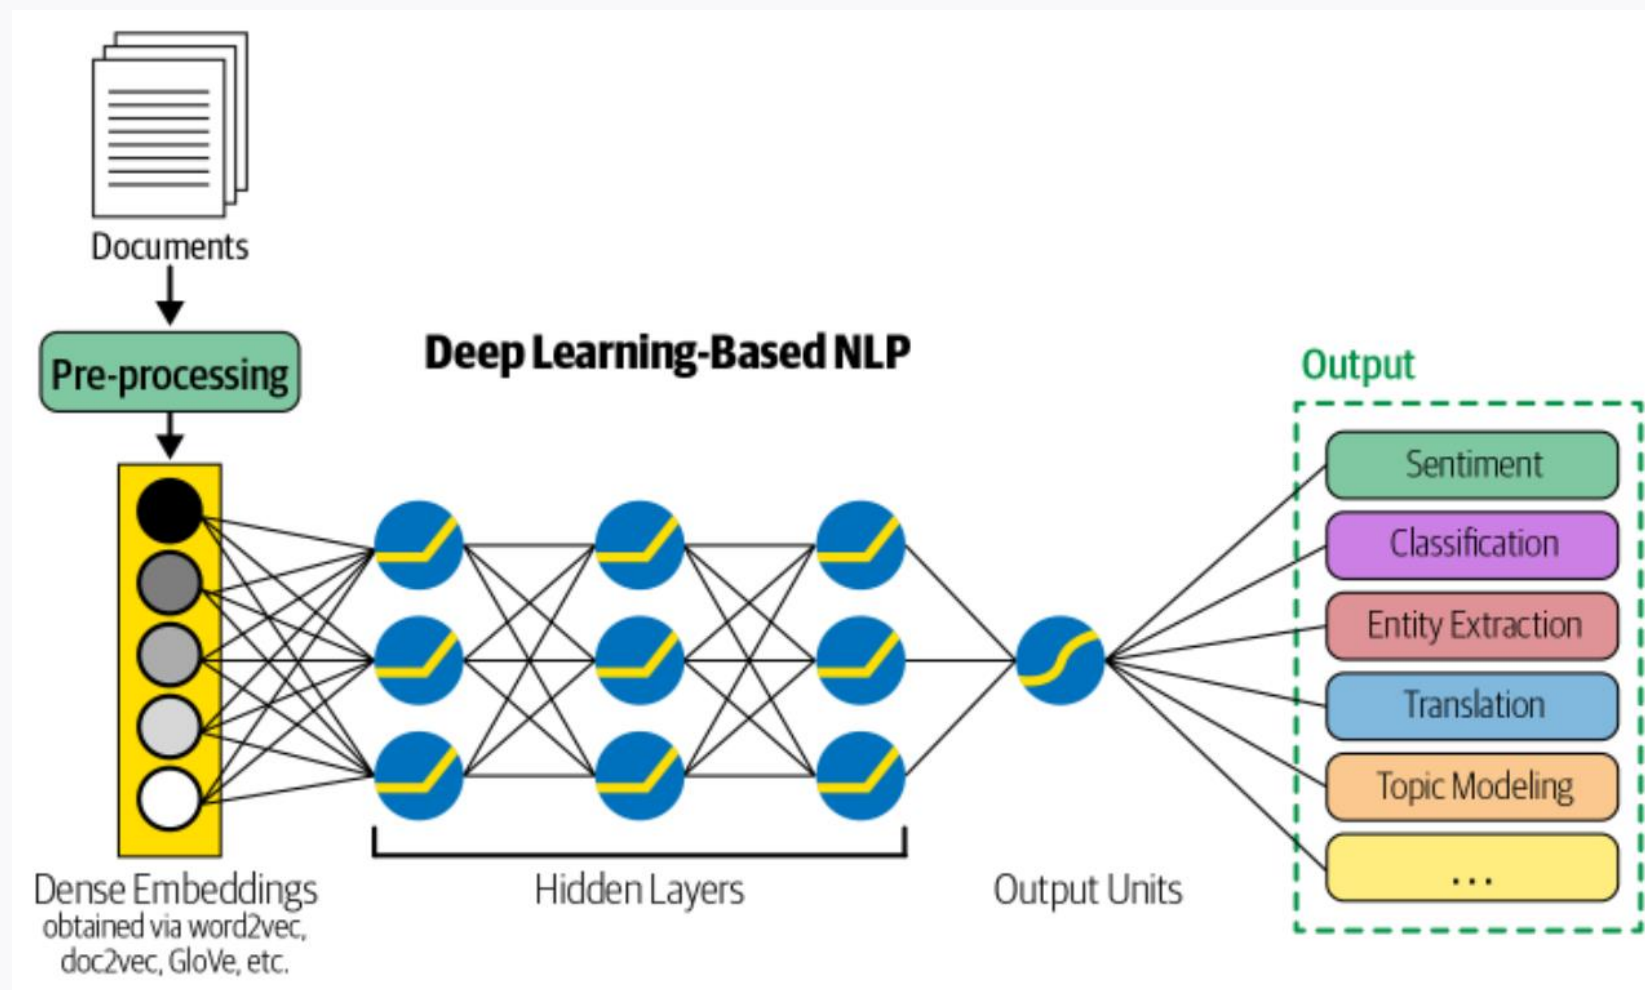 Documents
Pre-processing
Deep Learning-Based NLP
Dense Embeddings
obtained via word2vec,
doc2vec, GloVe, etc.
Hidden Layers
Output Units
Output
Sentiment
Classification
Entity Extraction
Translation
Topic Modeling
...